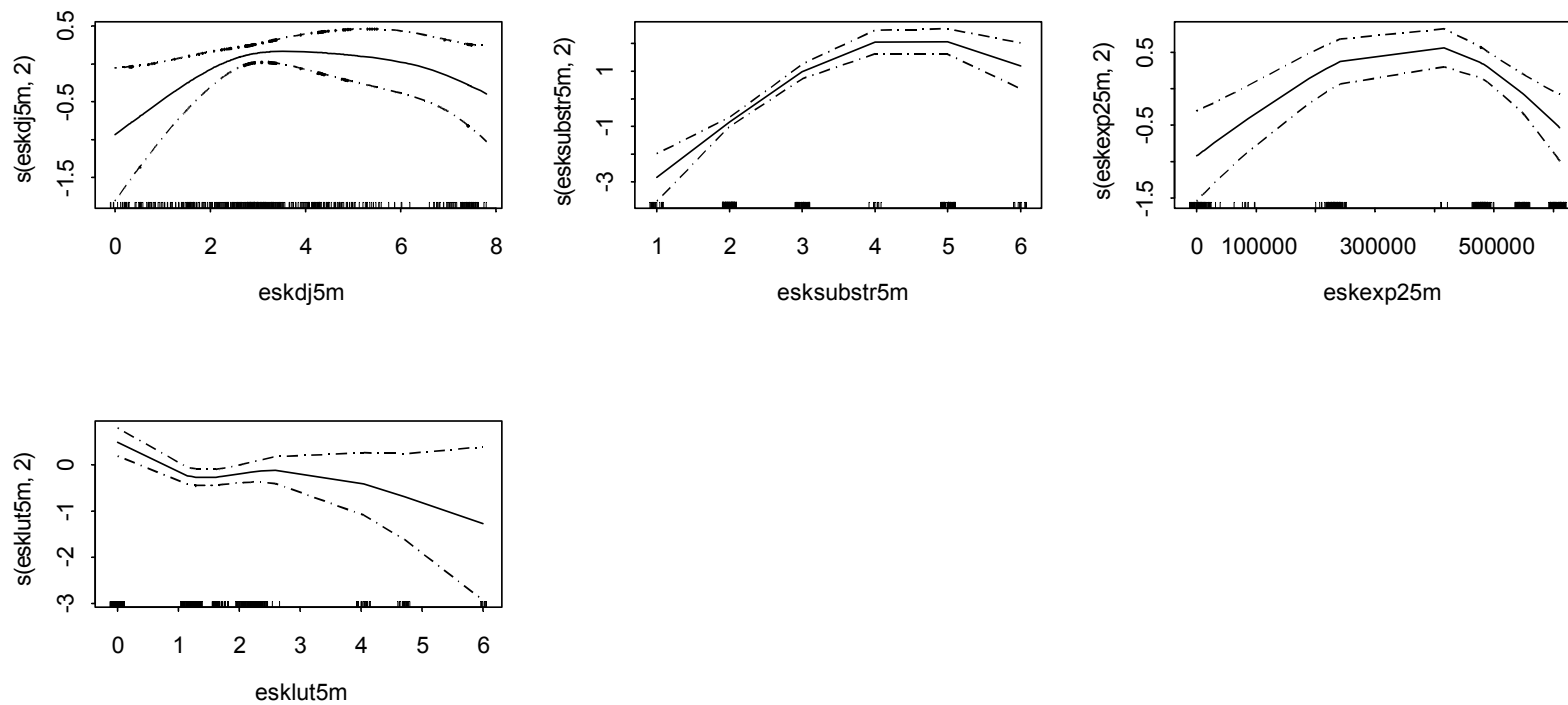 s(eskdj5m, 2)
0.5
-0.5
-1.5
0 2 4 6 8
eskdj5m
s(esksubstr5m, 2)
1
-1
-3
1 2 3 4 5 6
esksubstr5m
s(eskexp25m, 2)
0.5
-0.5
-1.5
0 100000 300000 500000
eskexp25m
s(esklut5m, 2)
0
-1
-2
-3
0 1 2 3 4 5 6
esklut5m